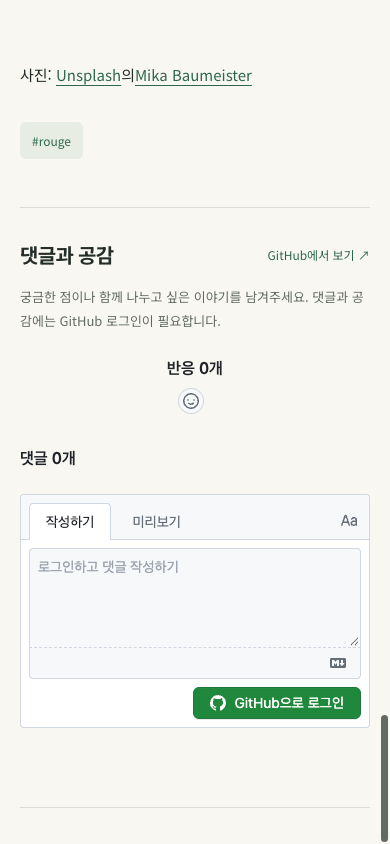 사진: Unsplash의Mika Baumeister
#rouge
댓글과 공감
GitHub에서 보기 ↗
궁금한 점이나 함께 나누고 싶은 이야기를 남겨주세요. 댓글과 공
감에는 GitHub 로그인이 필요합니다.
반응 0개
댓글 0개
작성하기
미리보기
Aa
로그인하고 댓글 작성하기
M↓
GitHub으로 로그인